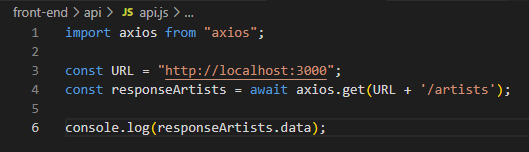 front-end > api > JS api.js > ...
1 import axios from "axios";
2
3 const URL = "http://localhost:3000";
4 const responseArtists = await axios.get(URL + '/artists');
5
6 console.log(responseArtists.data);